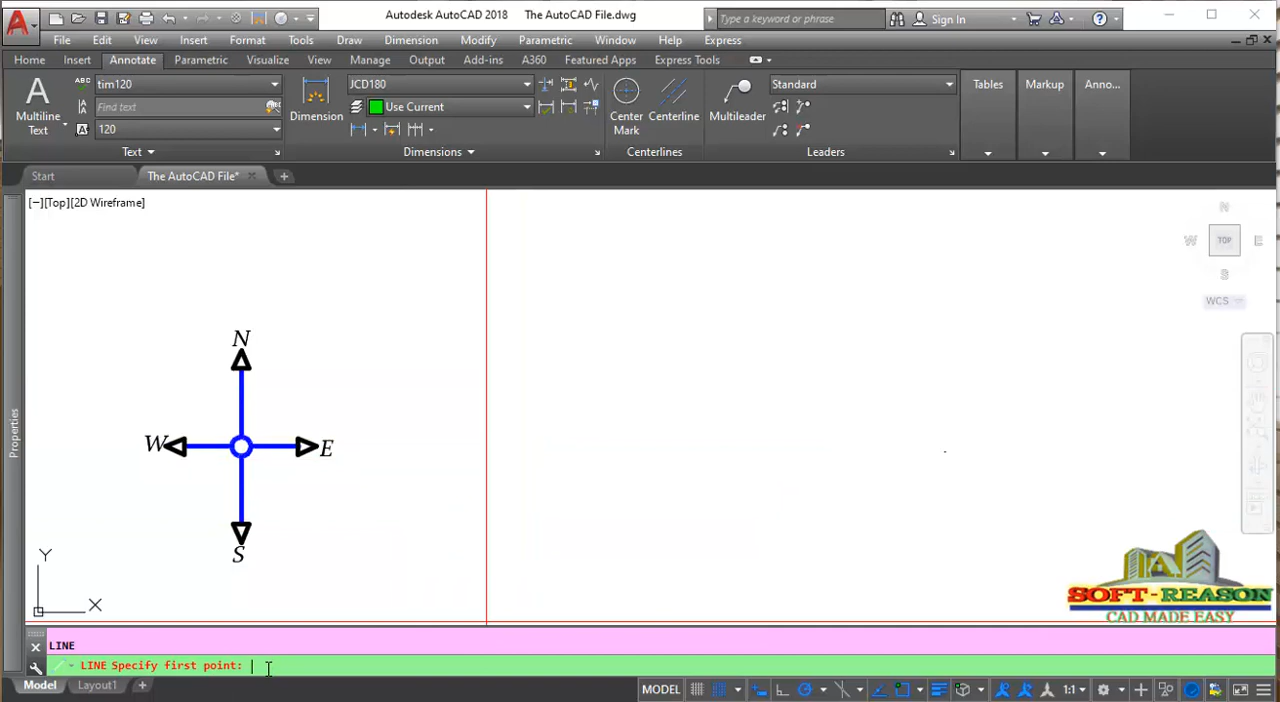 Autodesk AutoCAD 2018 The AutoCAD File.dwg
Type a keyword or phrase
Sign In
File Edit View Insert Format Tools Draw Dimension Modify Parametric Window Help Express
Home Insert Annotate Parametric Visualize View Manage Output Add-ins A360 Featured Apps Express Tools
A
Multiline
Text
ABC
tim120
Find text
120
Text
Dimension
JCD180
Use Current
Dimensions
Center
Mark
Centerline
Centerlines
Multileader
Standard
Leaders
Tables
Markup
Anno...
Start
The AutoCAD File*
[−][Top][2D Wireframe]
N
W
TOP
E
S
WCS
N
W
E
S
Y
X
Properties
SOFT-REASON
CAD MADE EASY
LINE
LINE Specify first point:
Model
Layout1
MODEL
1:1